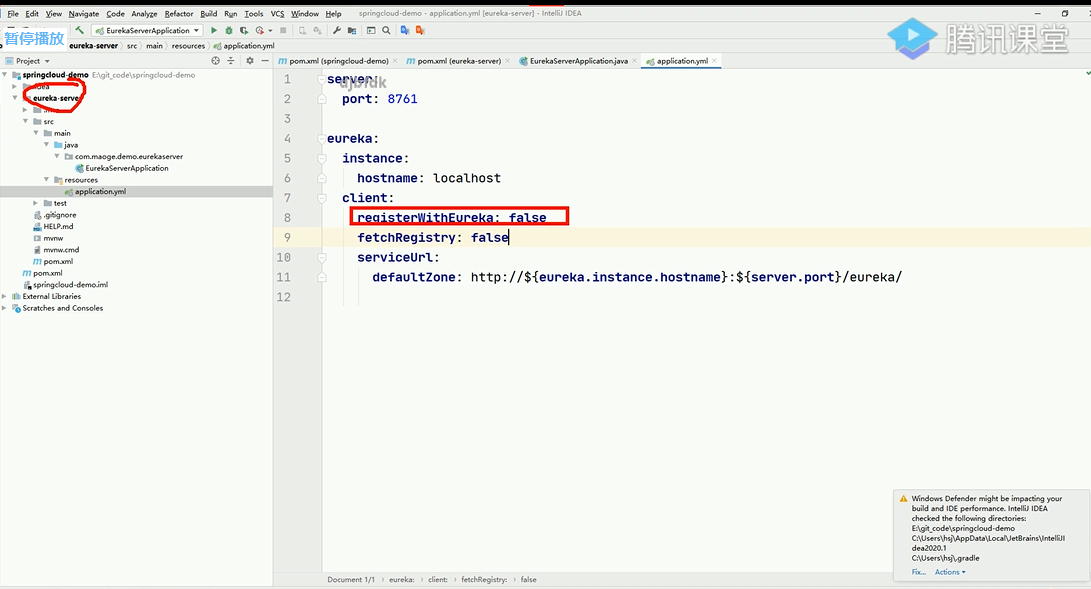 File Edit View Navigate Code Analyze Refactor Build Run Tools VCS Window Help springcloud-demo - application.yml [eureka-server] - IntelliJ IDEA
暂停播放
EurekaServerApplication
腾讯课堂
eureka-server › src › main › resources › application.yml
Project
pom.xml (springcloud-demo) × pom.xml (eureka-server) × EurekaServerApplication.java × application.yml ×
springcloud-demo E:\git_code\springcloud-demo
eureka-server
src
main
java
com.maoge.demo.eurekaserver
EurekaServerApplication
resources
application.yml
test
.gitignore
HELP.md
mvnw
mvnw.cmd
pom.xml
pom.xml
springcloud-demo.iml
External Libraries
Scratches and Consoles
1 server:
djbfdk
2 port: 8761
3
4 eureka:
5 instance:
6 hostname: localhost
7 client:
8 registerWithEureka: false
9 fetchRegistry: false
10 serviceUrl:
11 defaultZone: http://${eureka.instance.hostname}:${server.port}/eureka/
12
Windows Defender might be impacting your
build and IDE performance. IntelliJ IDEA
checked the following directories:
E:\git_code\springcloud-demo
C:\Users\hsj\AppData\Local\JetBrains\IntelliJI
dea2020.1
C:\Users\hsj\.gradle
Fix... Actions
Document 1/1 › eureka: › client: › fetchRegistry: › false